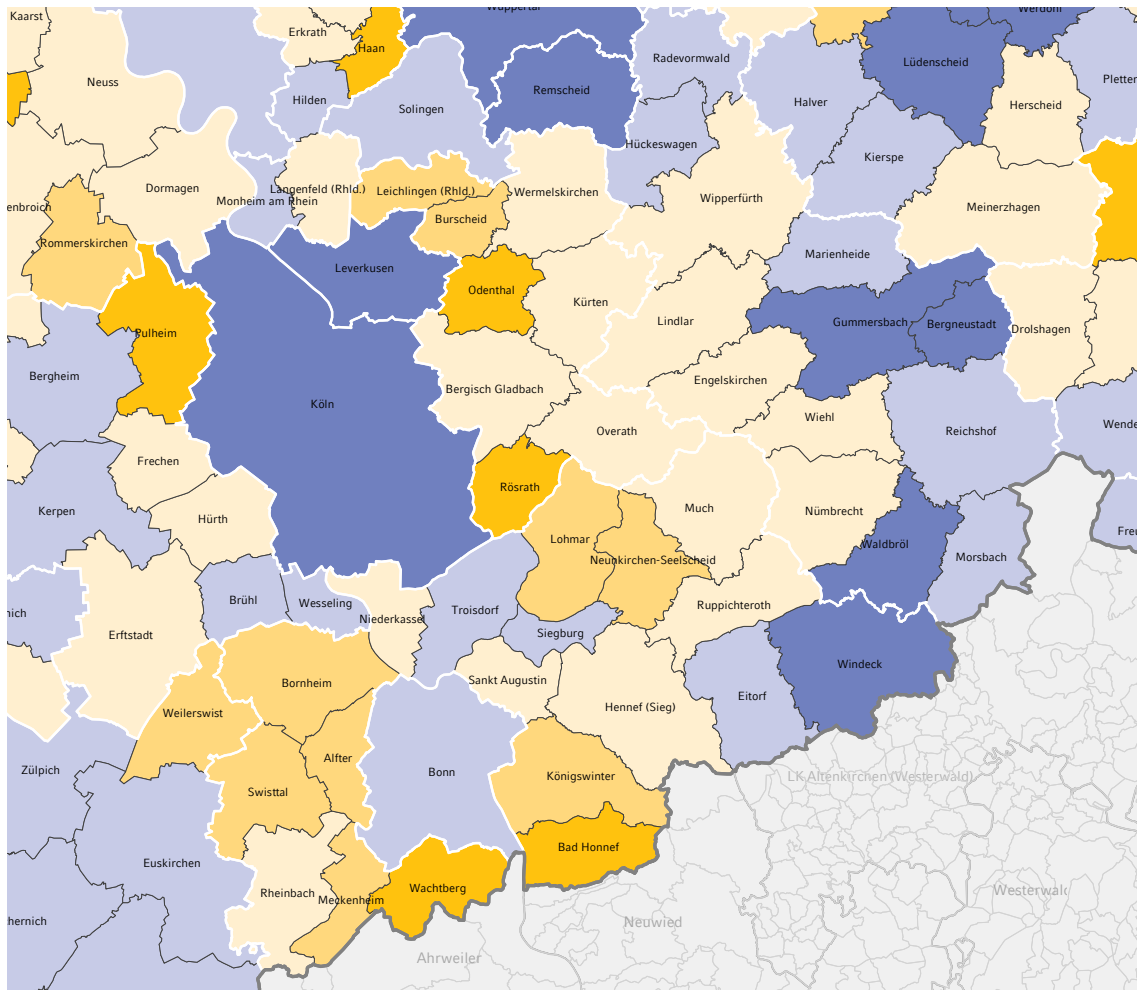 Wuppertal
Werdohl
Kaarst
Erkrath
Haan
Radevormwald
Lüdenscheid
Neuss
Hilden
Remscheid
Solingen
Halver
Herscheid
Hückeswagen
Kierspe
Dormagen
Langenfeld (Rhld.)
Leichlingen (Rhld.)
Wermelskirchen
Monheim am Rhein
Wipperfürth
enbroich
Meinerzhagen
Burscheid
Rommerskirchen
Marienheide
Leverkusen
Odenthal
Kürten
Pulheim
Lindlar
Gummersbach
Bergneustadt
Drolshagen
Bergheim
Engelskirchen
Bergisch Gladbach
Köln
Wiehl
Wende
Overath
Reichshof
Frechen
Rösrath
Kerpen
Hürth
Much
Nümbrecht
Lohmar
Waldbröl
Morsbach
Neunkirchen-Seelscheid
Brühl
Wesseling
Troisdorf
Ruppichteroth
nich
Niederkassel
Siegburg
Erftstadt
Windeck
Bornheim
Sankt Augustin
Eitorf
Hennef (Sieg)
Weilerswist
Zülpich
Alfter
Bonn
Königswinter
LK Altenkirchen (Westerwald)
Swisttal
Bad Honnef
Euskirchen
Rheinbach
Meckenheim
Wachtberg
Westerwald
hernich
Neuwied
Ahrweiler